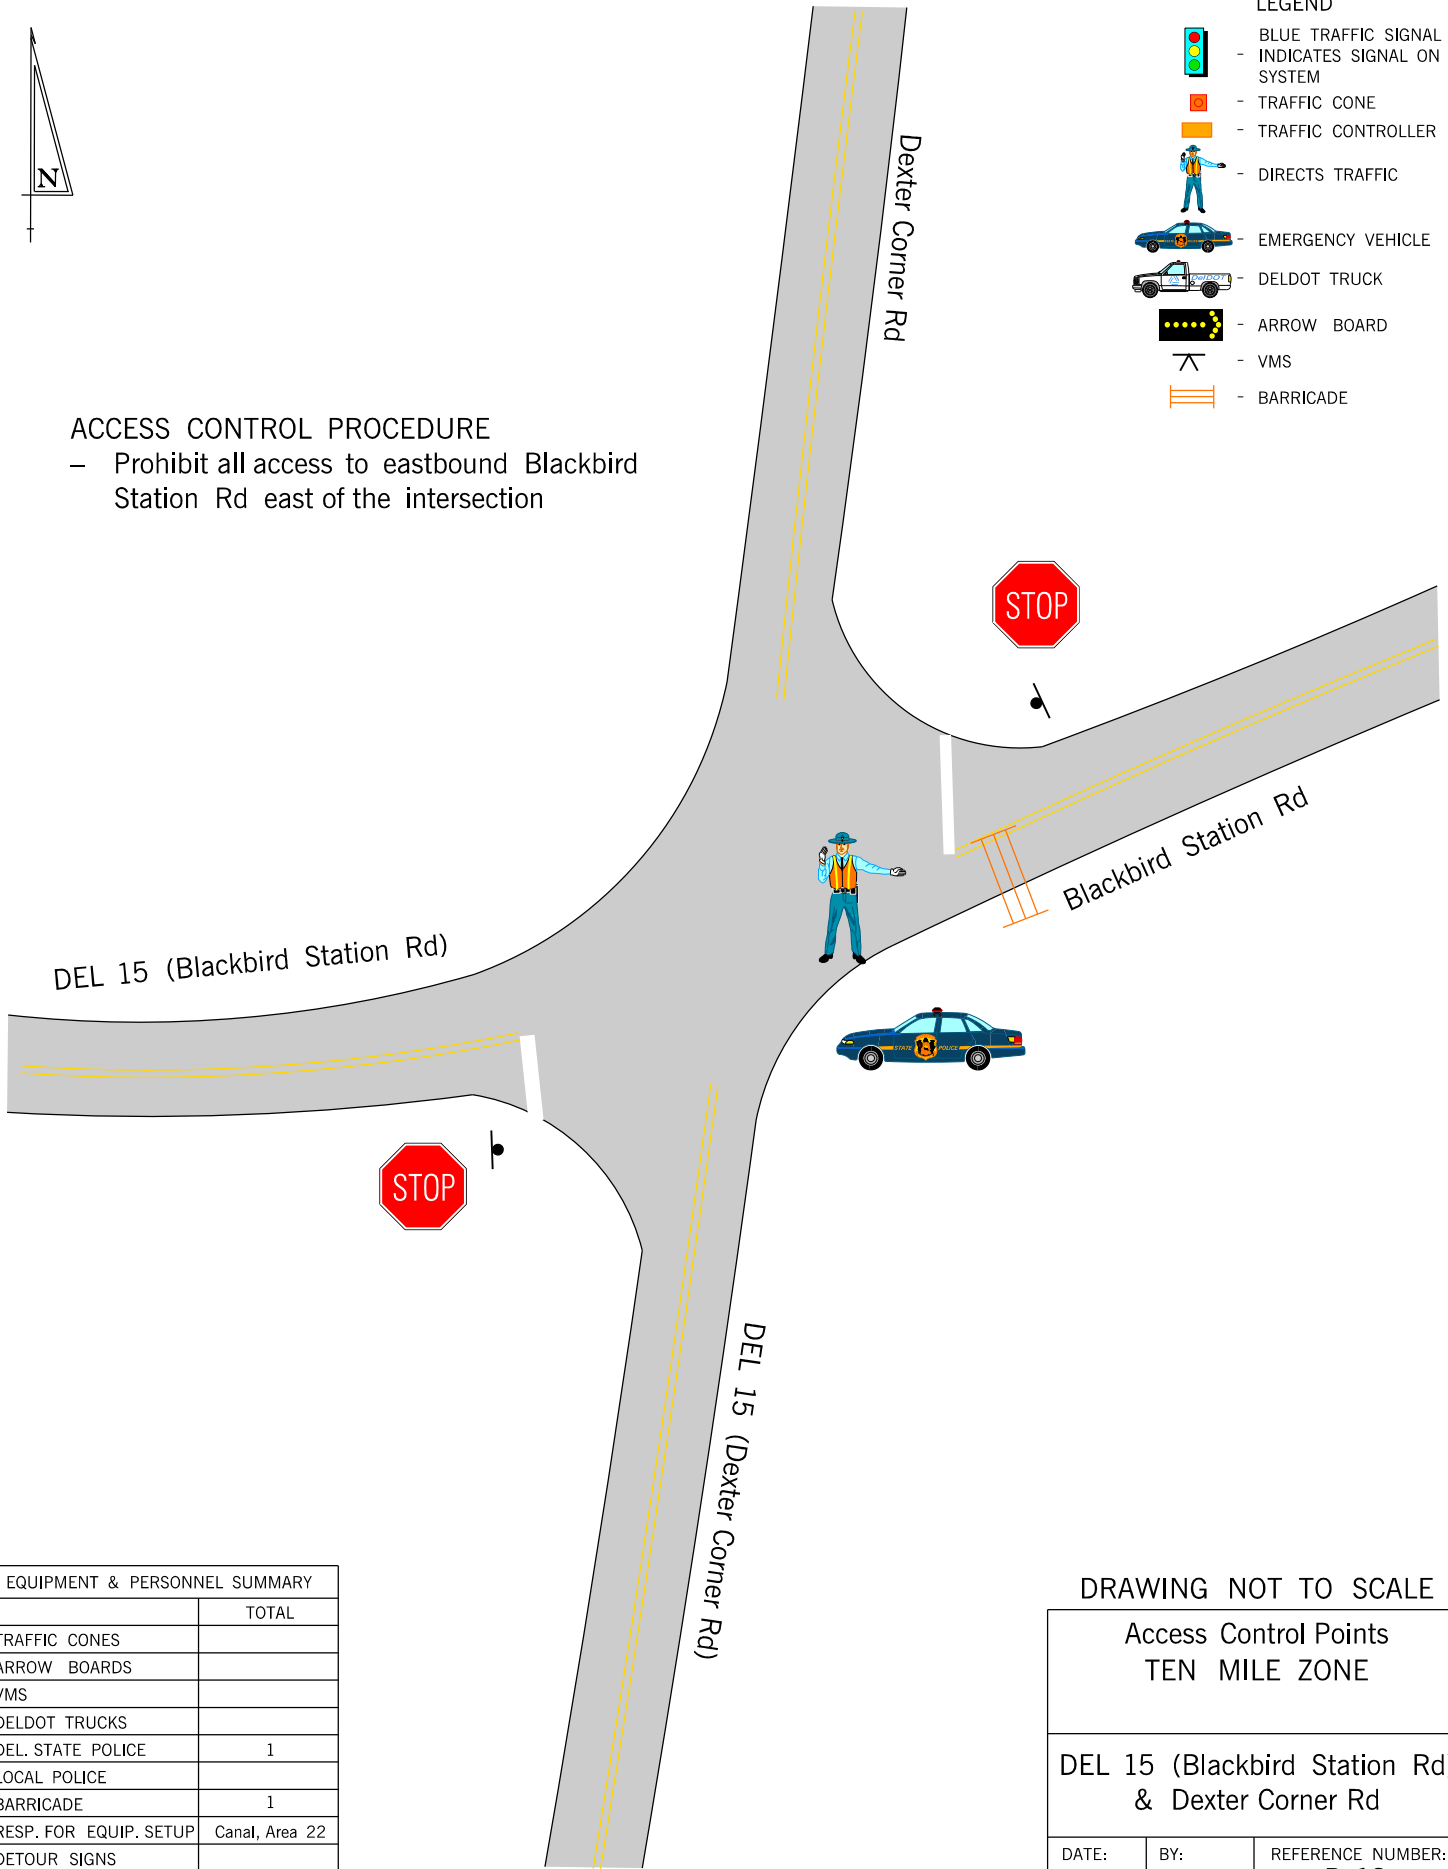 LEGEND
BLUE TRAFFIC SIGNAL
- INDICATES SIGNAL ON
SYSTEM
- TRAFFIC CONE
- TRAFFIC CONTROLLER
- DIRECTS TRAFFIC
- EMERGENCY VEHICLE
DelDOT
- DELDOT TRUCK
- ARROW BOARD
- VMS
- BARRICADE
N
Dexter Corner Rd
ACCESS CONTROL PROCEDURE
– Prohibit all access to eastbound Blackbird
Station Rd east of the intersection
STOP
Blackbird Station Rd
DEL 15 (Blackbird Station Rd)
STATE POLICE
STOP
DEL 15 (Dexter Corner Rd)
EQUIPMENT & PERSONNEL SUMMARY
TOTAL
TRAFFIC CONES
ARROW BOARDS
VMS
DELDOT TRUCKS
DEL. STATE POLICE 1
LOCAL POLICE
BARRICADE 1
RESP. FOR EQUIP. SETUP Canal, Area 22
DETOUR SIGNS
DRAWING NOT TO SCALE
Access Control Points
TEN MILE ZONE
DEL 15 (Blackbird Station Rd)
& Dexter Corner Rd
DATE: BY: REFERENCE NUMBER: